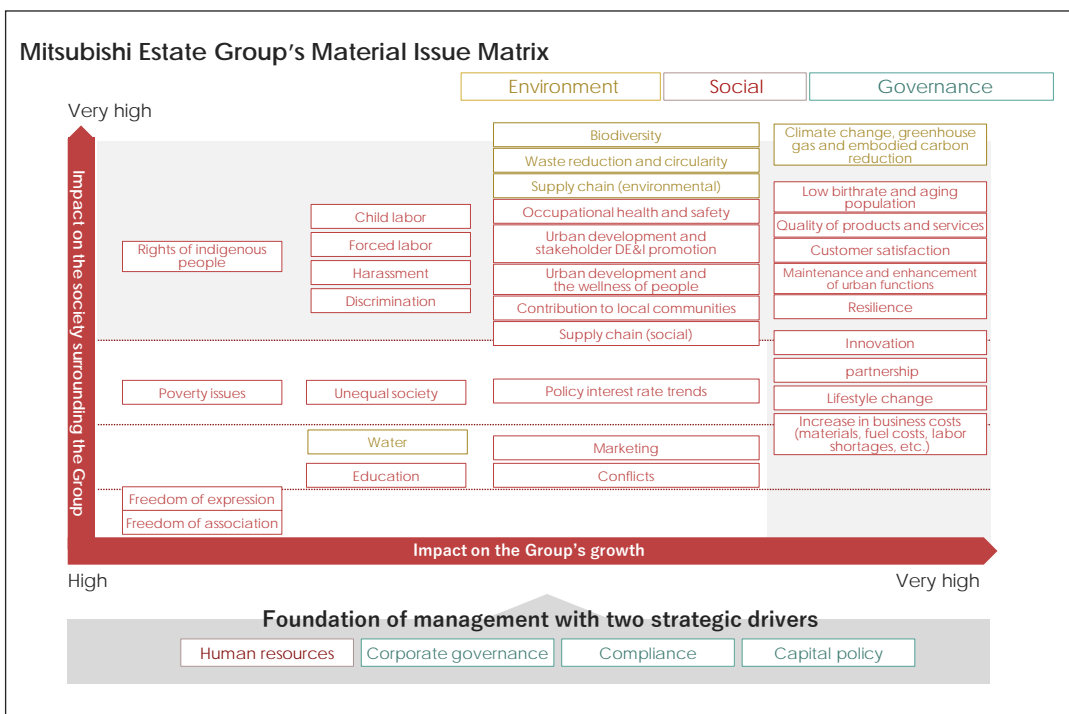 Mitsubishi Estate Group's Material Issue Matrix
Environment
Social
Governance
Very high
Impact on the society surrounding the Group
Rights of indigenous
people
Poverty issues
Freedom of expression
Freedom of association
Child labor
Forced labor
Harassment
Discrimination
Unequal society
Water
Education
Biodiversity
Waste reduction and circularity
Supply chain (environmental)
Occupational health and safety
Urban development and
stakeholder DE&I promotion
Urban development and
the wellness of people
Contribution to local communities
Supply chain (social)
Policy interest rate trends
Marketing
Conflicts
Climate change, greenhouse
gas and embodied carbon
reduction
Low birthrate and aging
population
Quality of products and services
Customer satisfaction
Maintenance and enhancement
of urban functions
Resilience
Innovation
partnership
Lifestyle change
Increase in business costs
(materials, fuel costs, labor
shortages, etc.)
Impact on the Group's growth
High
Very high
Foundation of management with two strategic drivers
Human resources
Corporate governance
Compliance
Capital policy